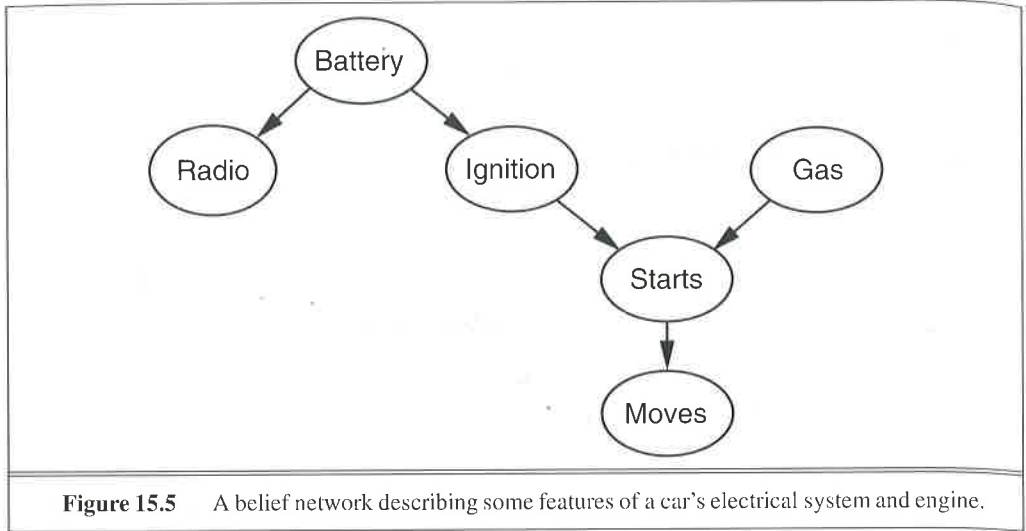 Battery
Radio
Ignition
Gas
Starts
Moves
Figure 15.5 A belief network describing some features of a car's electrical system and engine.